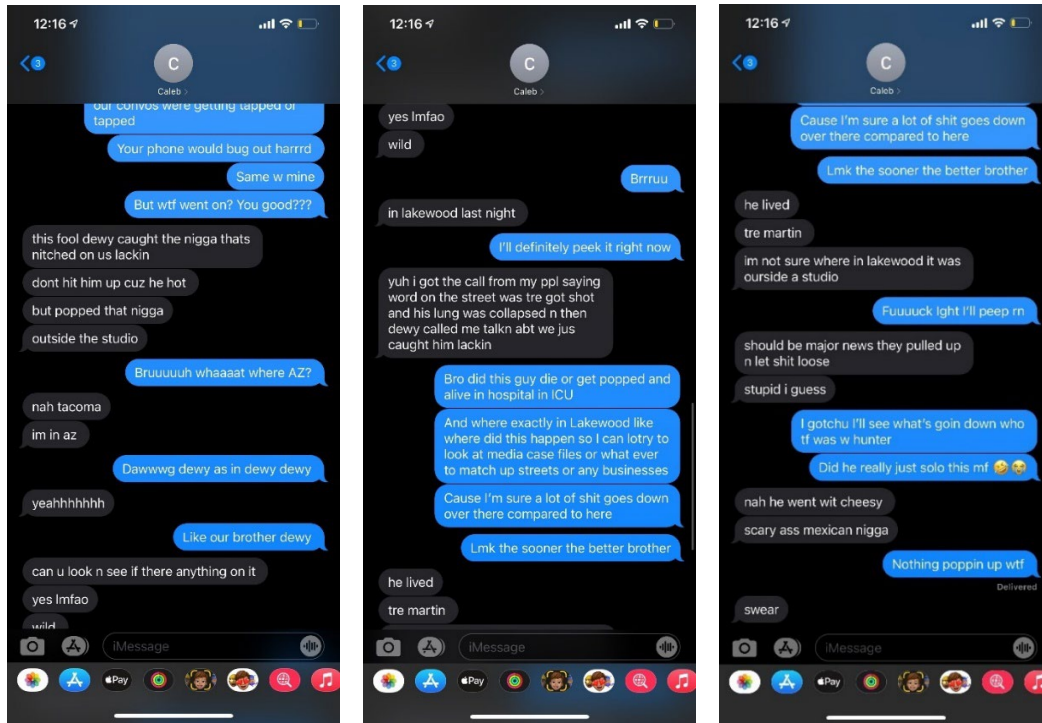 12:16
3
C
Caleb >
our convos were getting tapped or
tapped
Your phone would bug out harrrd
Same w mine
But wtf went on? You good???
this fool dewy caught the nigga thats
nitched on us lackin
dont hit him up cuz he hot
but popped that nigga
outside the studio
Bruuuuuh whaaaat where AZ?
nah tacoma
im in az
Dawwwg dewy as in dewy dewy
yeahhhhhhh
Like our brother dewy
can u look n see if there anything on it
yes lmfao
wild
iMessage
Pay
12:16
3
C
Caleb >
yes lmfao
wild
Brrruu
in lakewood last night
I'll definitely peek it right now
yuh i got the call from my ppl saying
word on the street was tre got shot
and his lung was collapsed n then
dewy called me talkn abt we jus
caught him lackin
Bro did this guy die or get popped and
alive in hospital in ICU
And where exactly in Lakewood like
where did this happen so I can lotry to
look at media case files or what ever
to match up streets or any businesses
Cause I'm sure a lot of shit goes down
over there compared to here
Lmk the sooner the better brother
he lived
tre martin
iMessage
Pay
12:16
3
C
Caleb >
Cause I'm sure a lot of shit goes down
over there compared to here
Lmk the sooner the better brother
he lived
tre martin
im not sure where in lakewood it was
ourside a studio
Fuuuuck Ight I'll peep rn
should be major news they pulled up
n let shit loose
stupid i guess
I gotchu I'll see what's goin down who
tf was w hunter
Did he really just solo this mf 🤣😭
nah he went wit cheesy
scary ass mexican nigga
Nothing poppin up wtf
Delivered
swear
iMessage
Pay